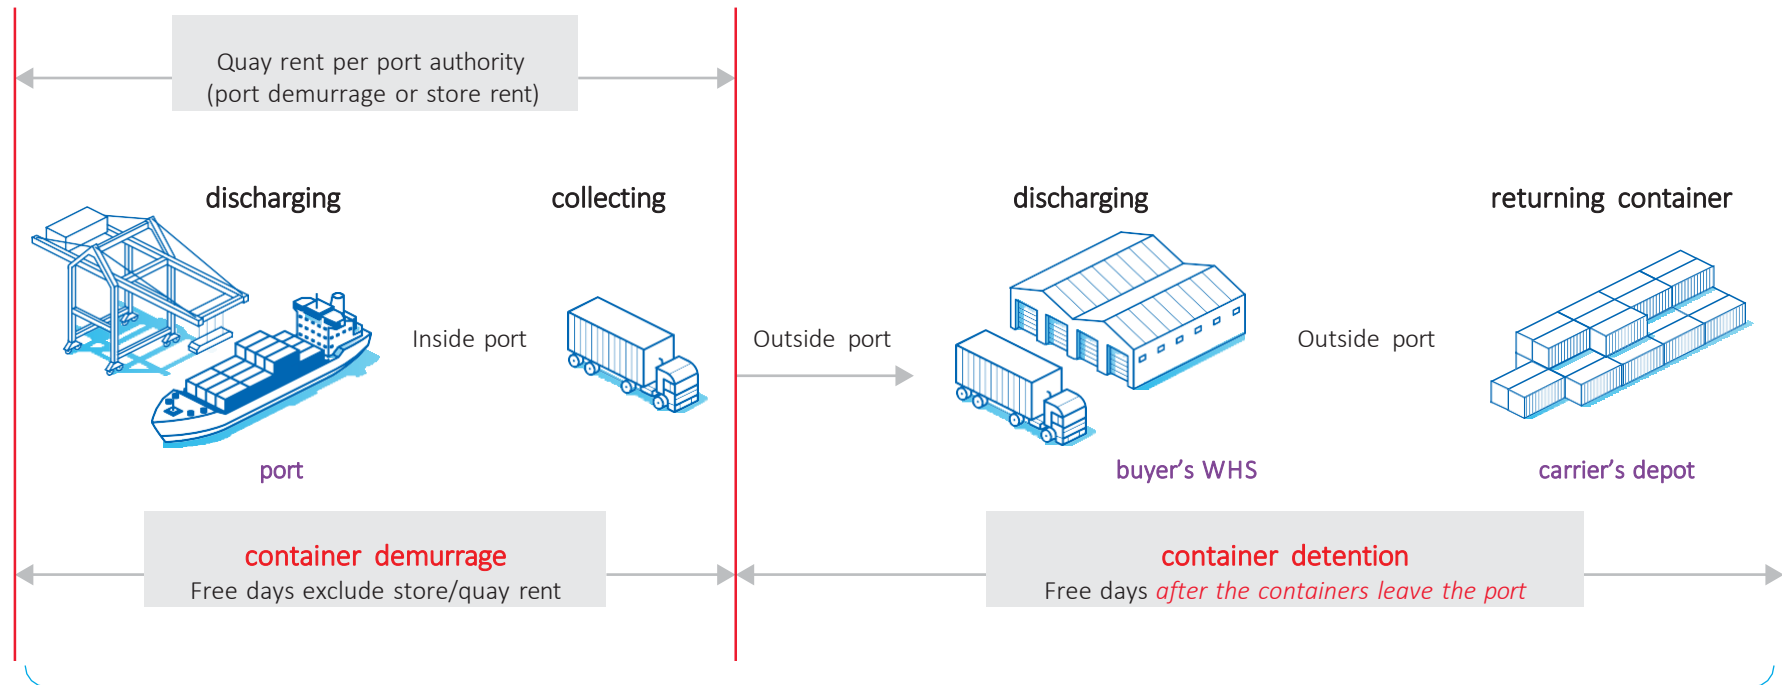 Quay rent per port authority
(port demurrage or store rent)
discharging
collecting
discharging
returning container
Inside port
Outside port
Outside port
port
buyer’s WHS
carrier’s depot
container demurrage
Free days exclude store/quay rent
container detention
Free days after the containers leave the port